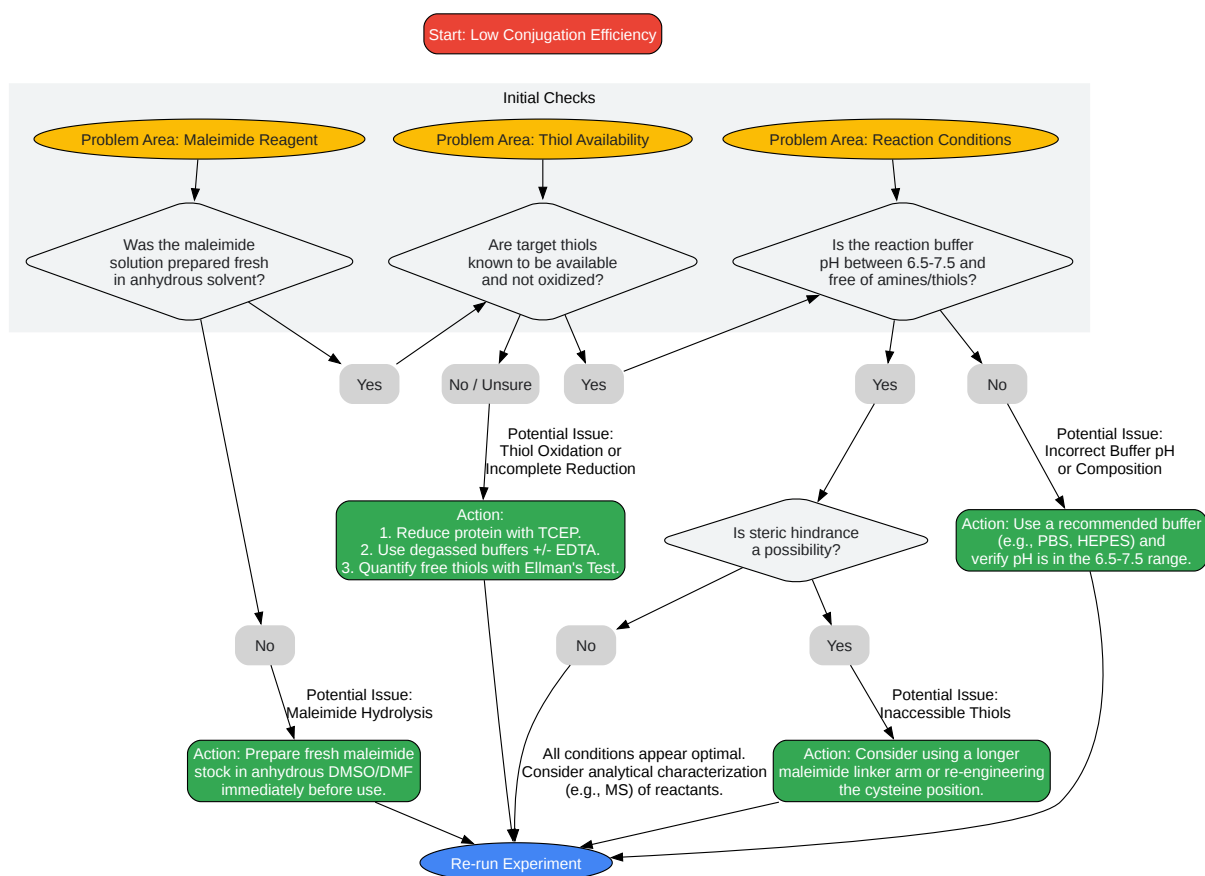 Start: Low Conjugation Efficiency
Initial Checks
Problem Area: Maleimide Reagent
Problem Area: Thiol Availability
Problem Area: Reaction Conditions
Was the maleimide
solution prepared fresh
in anhydrous solvent?
Are target thiols
known to be available
and not oxidized?
Is the reaction buffer
pH between 6.5-7.5 and
free of amines/thiols?
Yes
No / Unsure
Yes
Yes
No
Potential Issue:
Thiol Oxidation or
Incomplete Reduction
Potential Issue:
Incorrect Buffer pH
or Composition
Action:
1. Reduce protein with TCEP.
2. Use degassed buffers +/- EDTA.
3. Quantify free thiols with Ellman's Test.
Is steric hindrance
a possibility?
Action: Use a recommended buffer
(e.g., PBS, HEPES) and
verify pH is in the 6.5-7.5 range.
No
No
Yes
Potential Issue:
Maleimide Hydrolysis
Potential Issue:
Inaccessible Thiols
Action: Prepare fresh maleimide
stock in anhydrous DMSO/DMF
immediately before use.
All conditions appear optimal.
Consider analytical characterization
(e.g., MS) of reactants.
Action: Consider using a longer
maleimide linker arm or re-engineering
the cysteine position.
Re-run Experiment